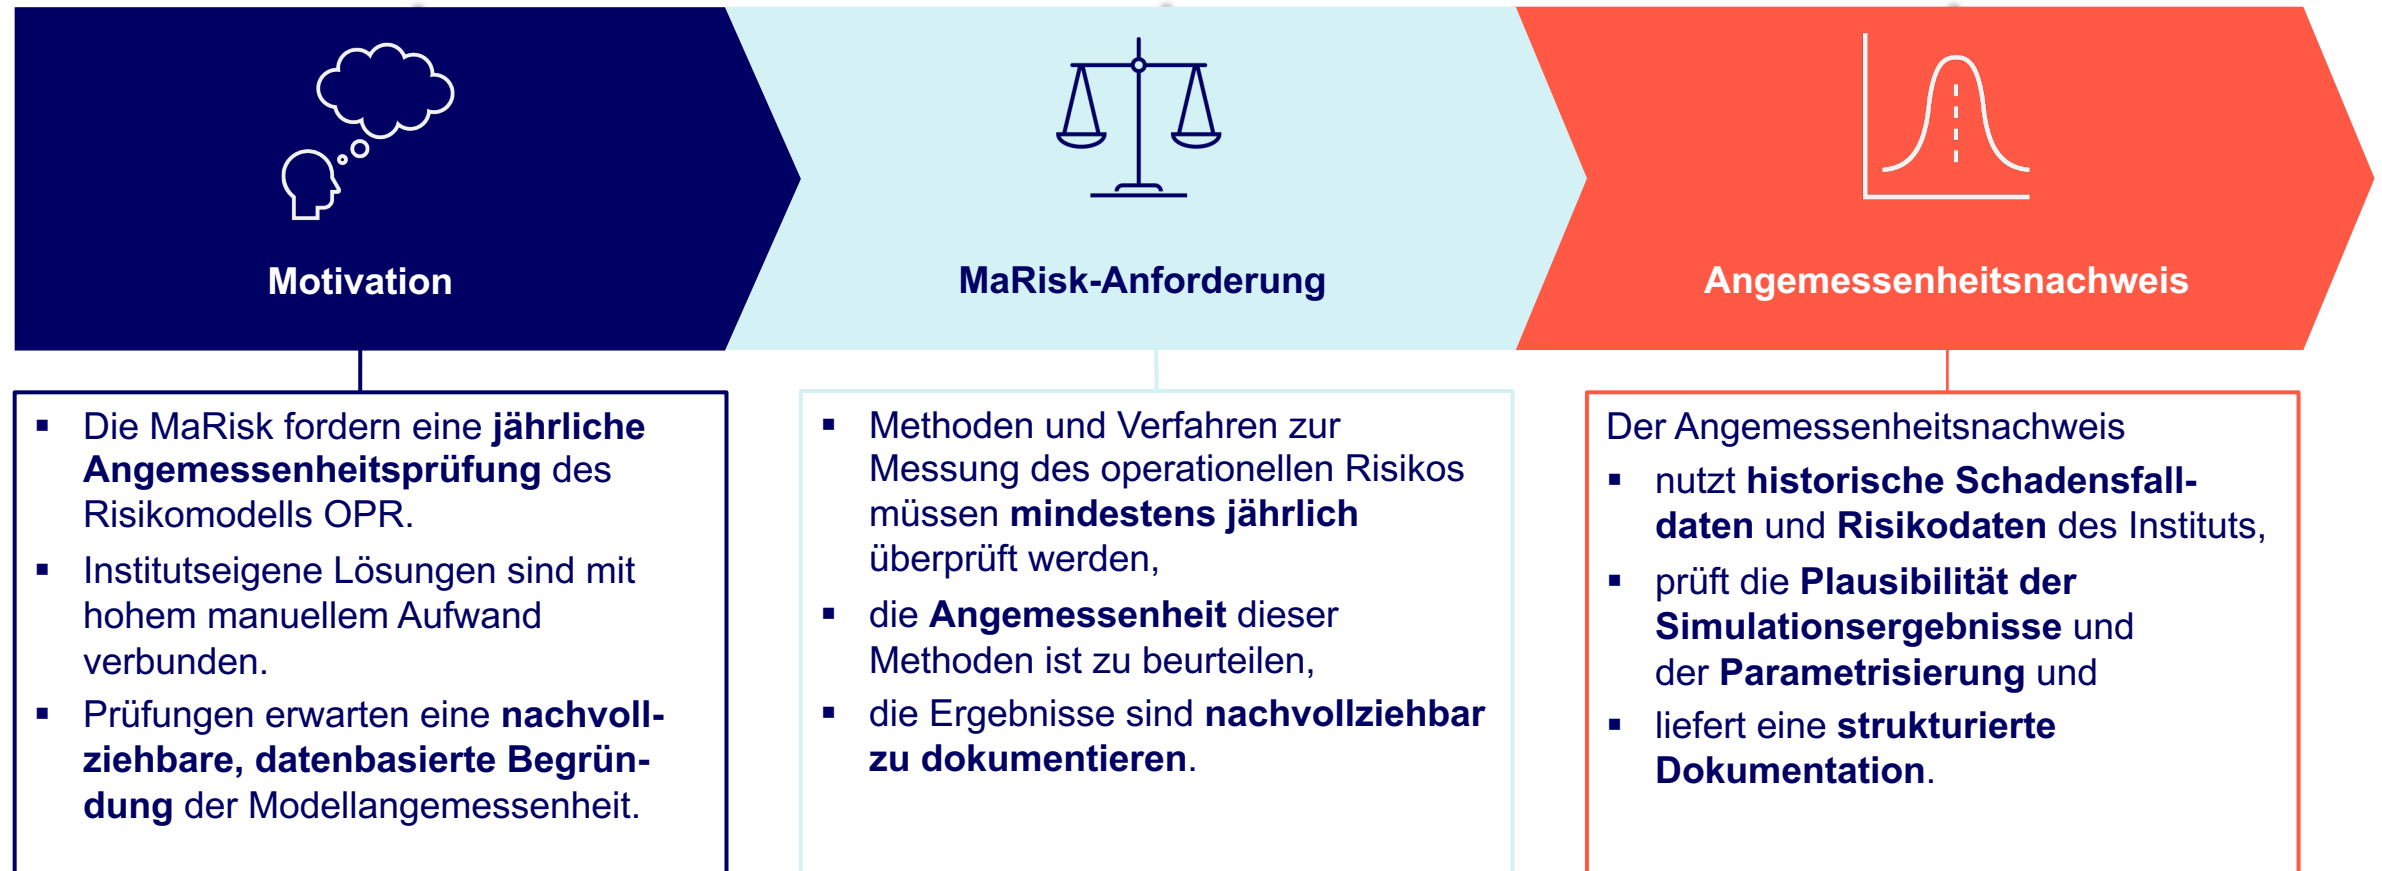 Motivation
MaRisk-Anforderung
Angemessenheitsnachweis
▪ Die MaRisk fordern eine jährliche
Angemessenheitsprüfung des
Risikomodells OPR.
▪ Institutseigene Lösungen sind mit
hohem manuellem Aufwand
verbunden.
▪ Prüfungen erwarten eine nachvoll-
ziehbare, datenbasierte Begrün-
dung der Modellangemessenheit.
▪ Methoden und Verfahren zur
Messung des operationellen Risikos
müssen mindestens jährlich
überprüft werden,
▪ die Angemessenheit dieser
Methoden ist zu beurteilen,
▪ die Ergebnisse sind nachvollziehbar
zu dokumentieren.
Der Angemessenheitsnachweis
▪ nutzt historische Schadensfall-
daten und Risikodaten des Instituts,
▪ prüft die Plausibilität der
Simulationsergebnisse und
der Parametrisierung und
▪ liefert eine strukturierte
Dokumentation.